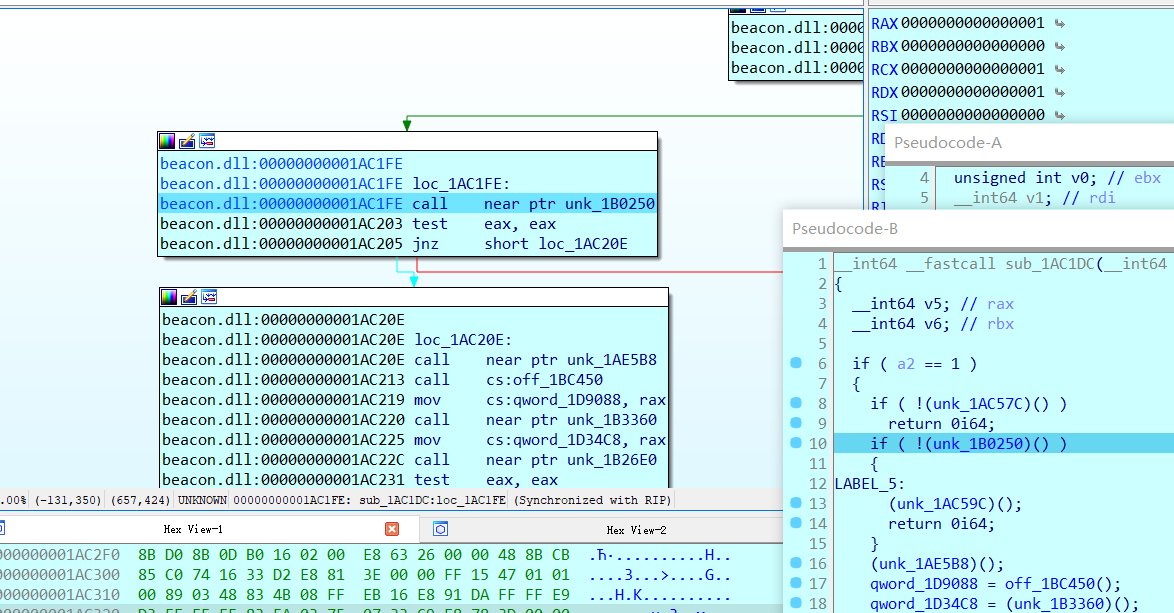 beacon.dll:0000
beacon.dll:0000
beacon.dll:0000
RAX 0000000000000001
RBX 0000000000000000
RCX 0000000000000001
RDX 0000000000000001
RSI 0000000000000000
beacon.dll:00000000001AC1FE
beacon.dll:00000000001AC1FE loc_1AC1FE:
beacon.dll:00000000001AC1FE call near ptr unk_1B0250
beacon.dll:00000000001AC203 test eax, eax
beacon.dll:00000000001AC205 jnz short loc_1AC20E
beacon.dll:00000000001AC20E
beacon.dll:00000000001AC20E loc_1AC20E:
beacon.dll:00000000001AC20E call near ptr unk_1AE5B8
beacon.dll:00000000001AC213 call cs:off_1BC450
beacon.dll:00000000001AC219 mov cs:qword_1D9088, rax
beacon.dll:00000000001AC220 call near ptr unk_1B3360
beacon.dll:00000000001AC225 mov cs:qword_1D34C8, rax
beacon.dll:00000000001AC22C call near ptr unk_1B26E0
beacon.dll:00000000001AC231 test eax, eax
.00% (-131,350) (657,424) UNKNOWN 00000000001AC1FE: sub_1AC1DC:loc_1AC1FE (Synchronized with RIP)
Pseudocode-A
4 unsigned int v0; // ebx
5 __int64 v1; // rdi
Pseudocode-B
1 __int64 __fastcall sub_1AC1DC(__int64
2 {
3 __int64 v5; // rax
4 __int64 v6; // rbx
5
6 if ( a2 == 1 )
7 {
8 if ( !(unk_1AC57C)() )
9 return 0i64;
10 if ( !(unk_1B0250)() )
11 {
12 LABEL_5:
13 (unk_1AC59C)();
14 return 0i64;
15 }
16 (unk_1AE5B8)();
17 qword_1D9088 = off_1BC450();
18 qword_1D34C8 = (unk_1B3360)();
Hex View-1
Hex View-2
000000001AC2F0 8B D0 8B 0D B0 16 02 00 E8 63 26 00 00 48 8B CB
000000001AC300 85 C0 74 16 33 D2 E8 81 3E 00 00 FF 15 47 01 01 ....3...>....G..
000000001AC310 00 89 03 48 83 4B 08 FF EB 16 E8 91 DA FF FF E9 ...H.K..........